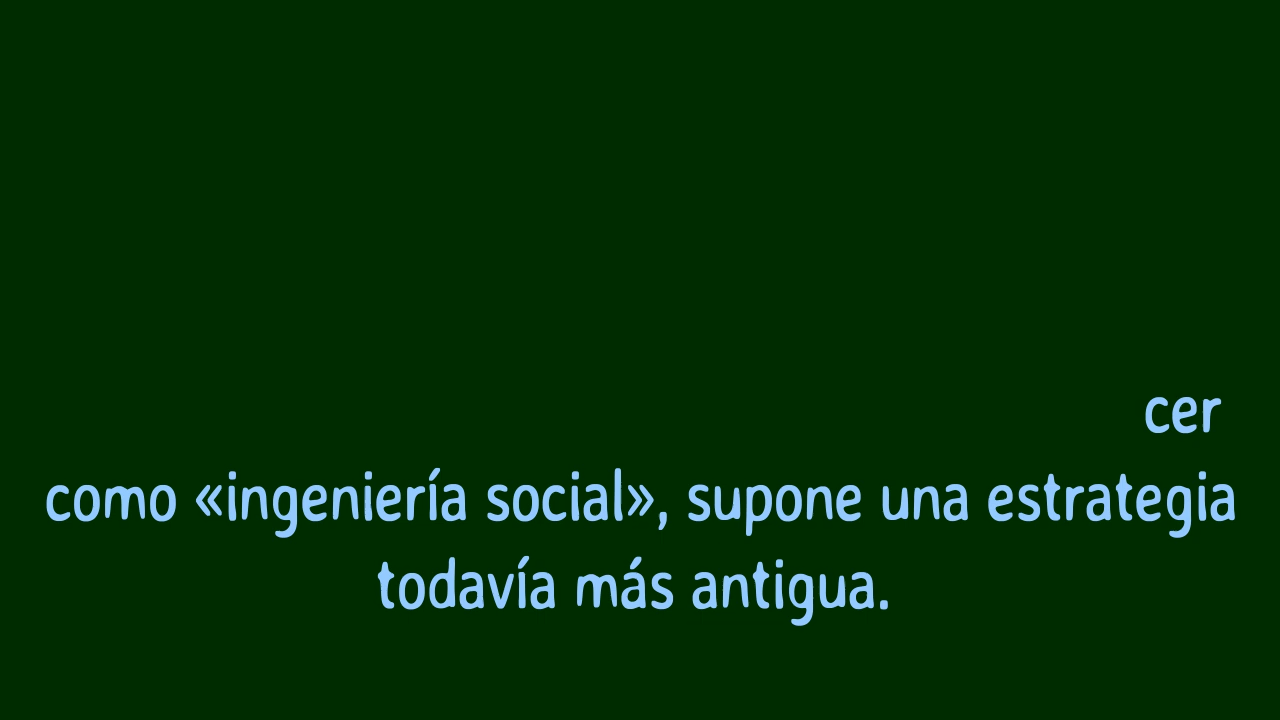 cer
como «ingeniería social», supone una estrategia
todavía más antigua.